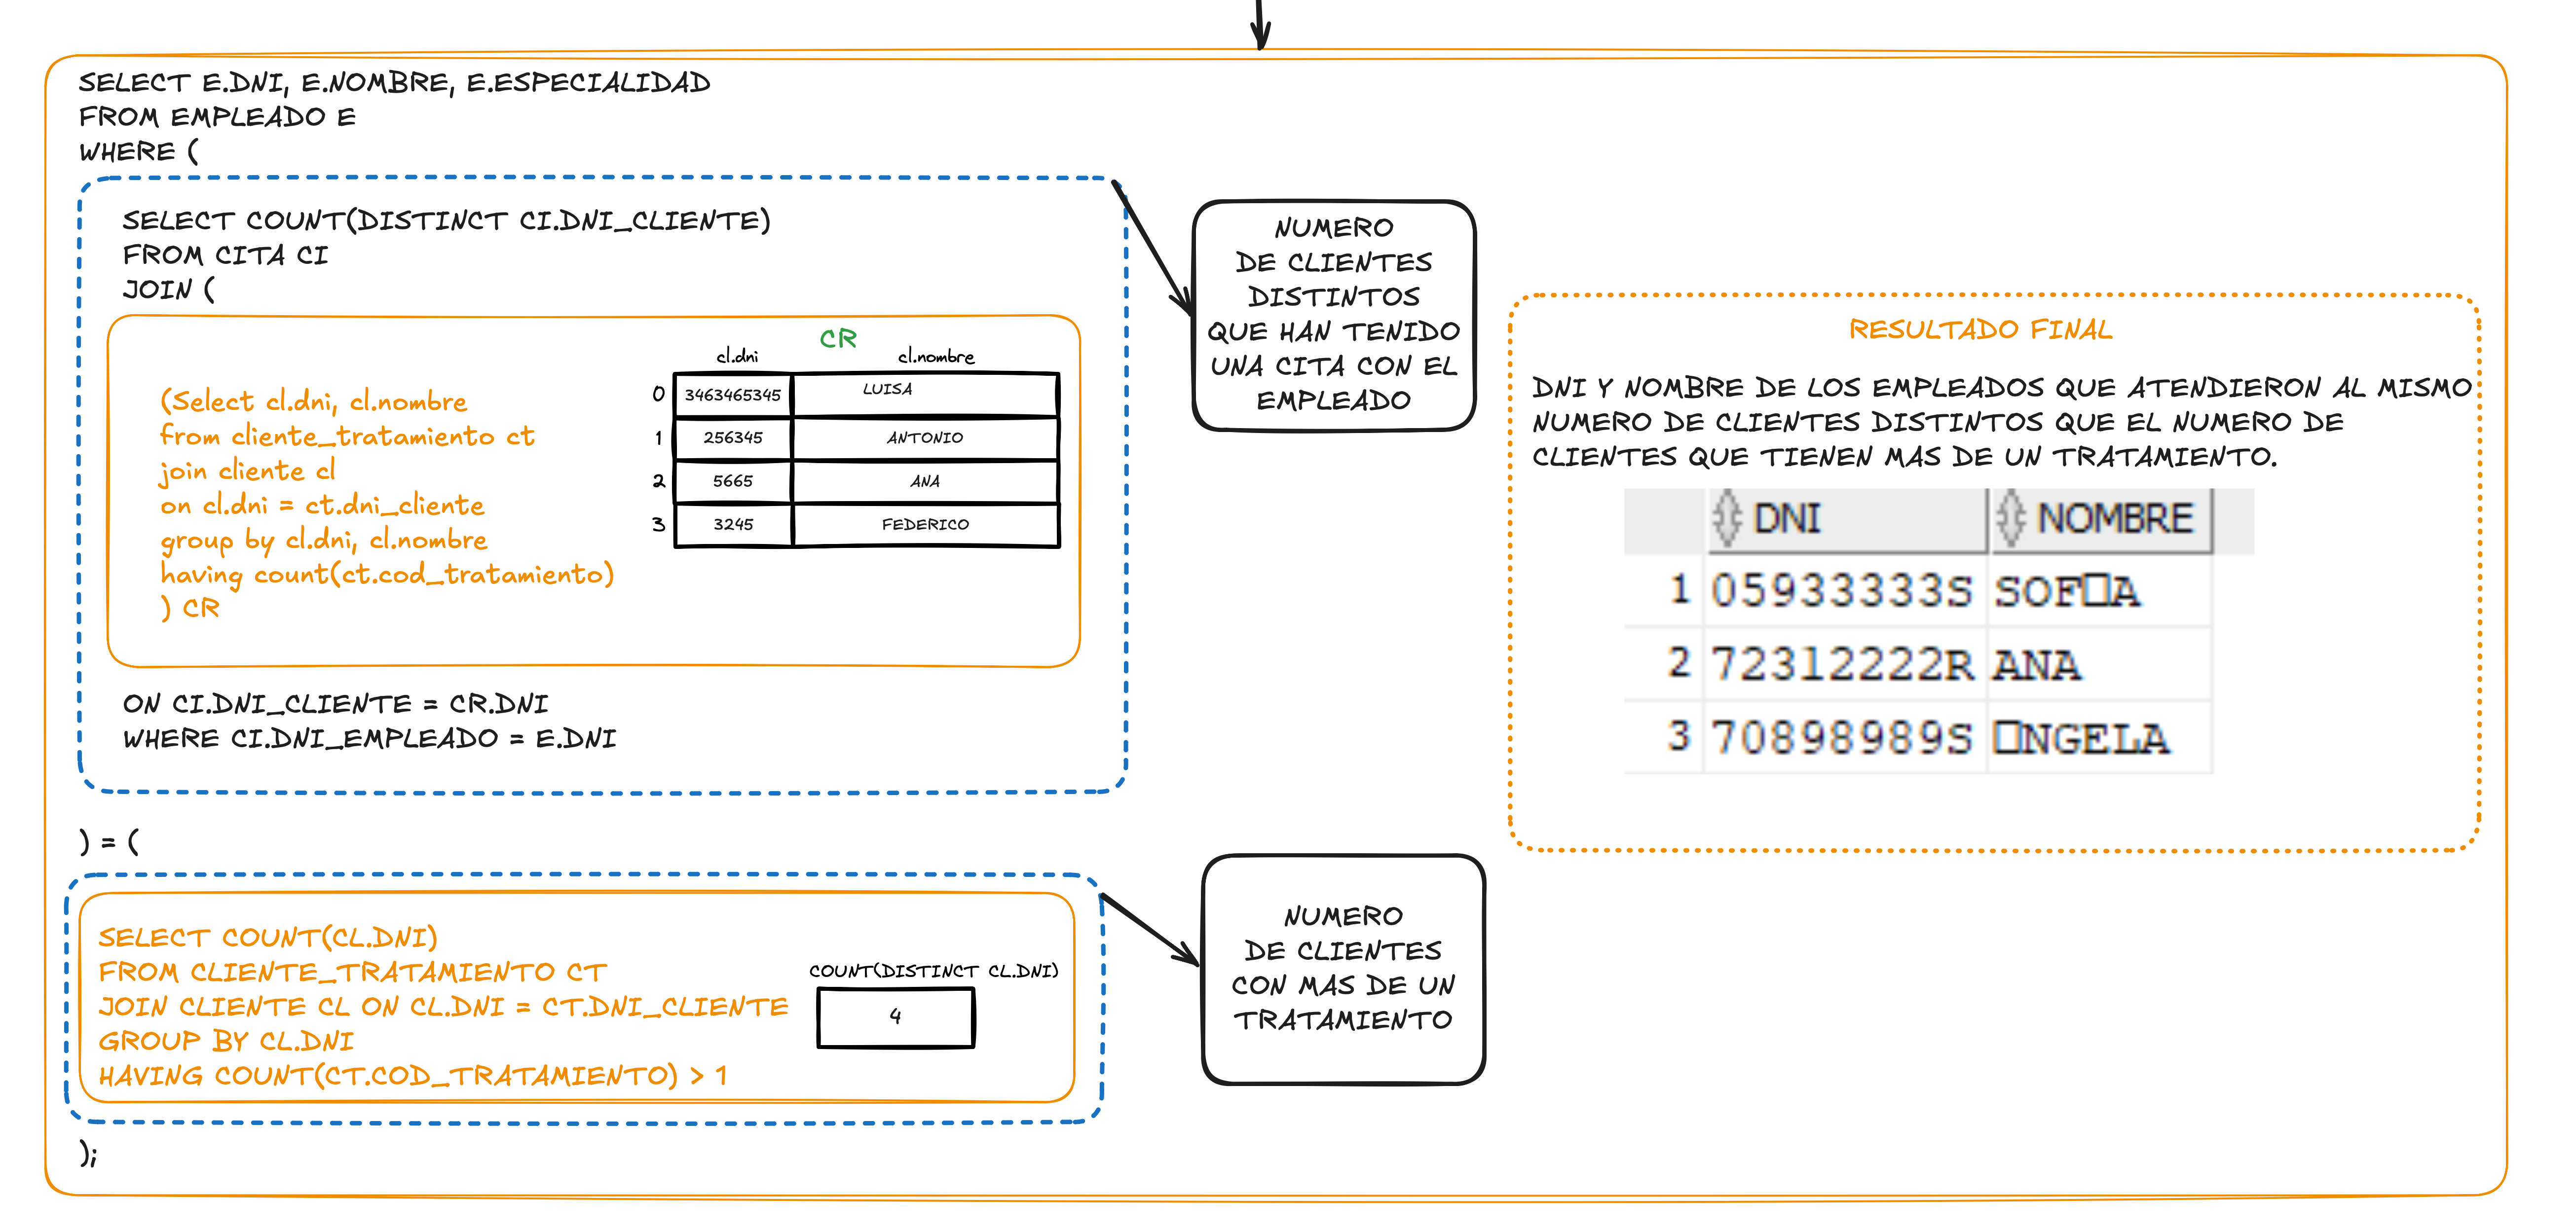 SELECT E.DNI, E.NOMBRE, E.ESPECIALIDAD
FROM EMPLEADO E
WHERE (
SELECT COUNT(DISTINCT CI.DNI_CLIENTE)
FROM CITA CI
JOIN (
(Select cl.dni, cl.nombre
from cliente_tratamiento ct
join cliente cl
on cl.dni = ct.dni_cliente
group by cl.dni, cl.nombre
having count(ct.cod_tratamiento)
) CR
CR
cl.dni cl.nombre
0 3463465345 LUISA
1 256345 ANTONIO
2 5665 ANA
3 3245 FEDERICO
ON CI.DNI_CLIENTE = CR.DNI
WHERE CI.DNI_EMPLEADO = E.DNI
NUMERO
DE CLIENTES
DISTINTOS
QUE HAN TENIDO
UNA CITA CON EL
EMPLEADO
) = (
SELECT COUNT(CL.DNI)
FROM CLIENTE_TRATAMIENTO CT
JOIN CLIENTE CL ON CL.DNI = CT.DNI_CLIENTE
GROUP BY CL.DNI
HAVING COUNT(CT.COD_TRATAMIENTO) > 1
COUNT(DISTINCT CL.DNI)
4
NUMERO
DE CLIENTES
CON MAS DE UN
TRATAMIENTO
);
RESULTADO FINAL
DNI Y NOMBRE DE LOS EMPLEADOS QUE ATENDIERON AL MISMO
NUMERO DE CLIENTES DISTINTOS QUE EL NUMERO DE
CLIENTES QUE TIENEN MAS DE UN TRATAMIENTO.
DNI NOMBRE
1 05933333S SOF□A
2 72312222R ANA
3 70898989S □NGELA